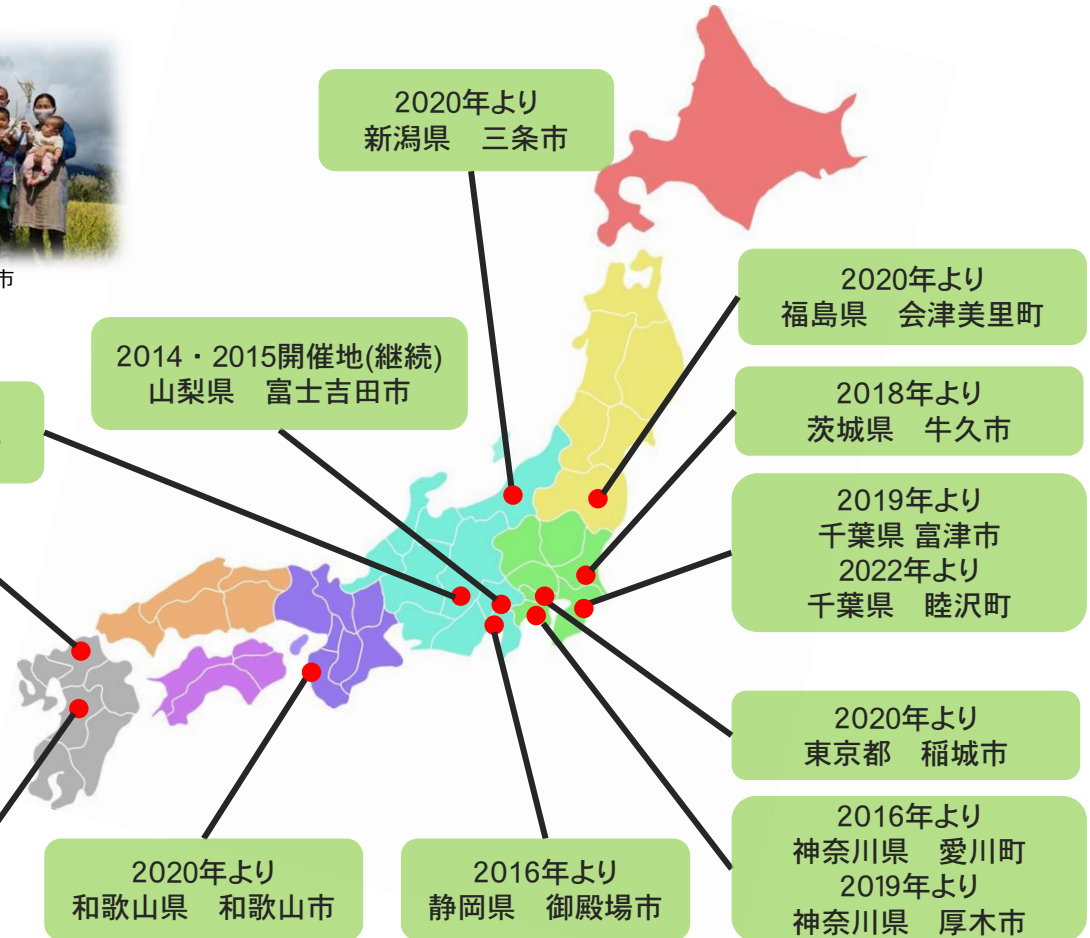 2020年より
新潟県　三条市
市
2020年より
福島県　会津美里町
2014・2015開催地(継続)
山梨県　富士吉田市
2018年より
茨城県　牛久市
2019年より
千葉県 富津市
2022年より
千葉県　睦沢町
2020年より
東京都　稲城市
2016年より
神奈川県　愛川町
2019年より
神奈川県　厚木市
2020年より
和歌山県　和歌山市
2016年より
静岡県　御殿場市